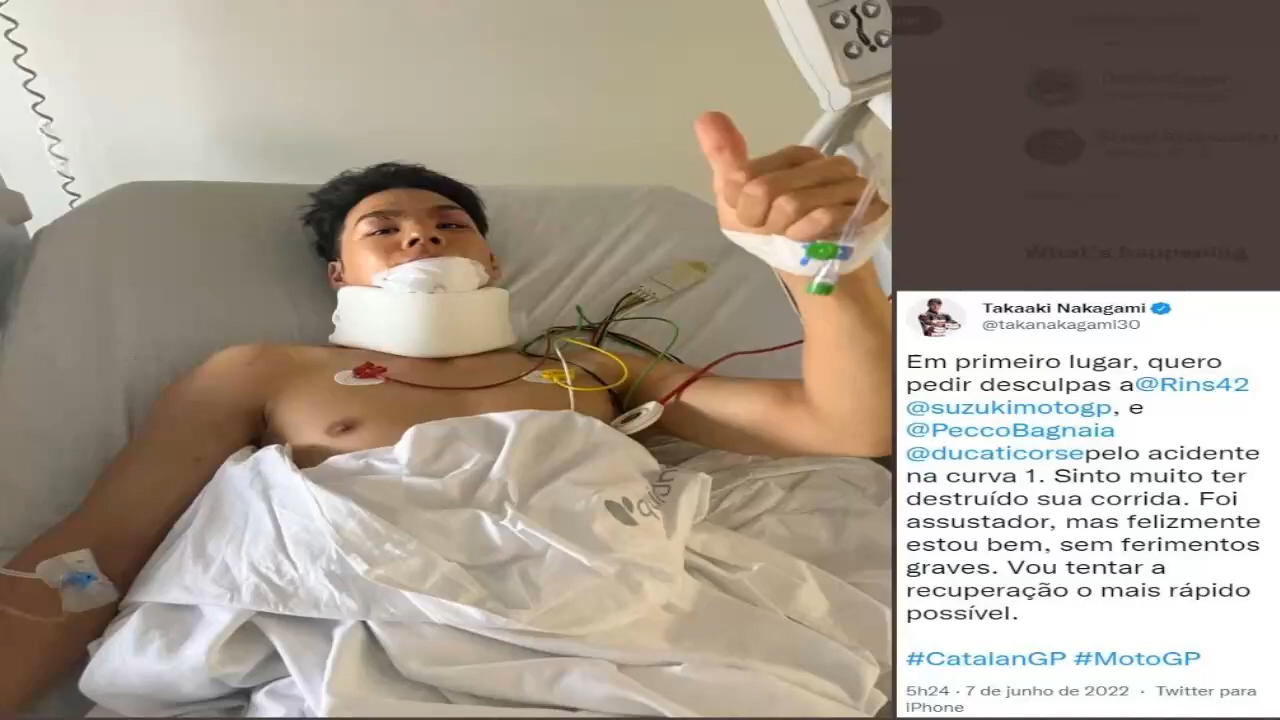 What's happening
Takaaki Nakagami
@takanakagami30
Em primeiro lugar, quero
pedir desculpas a@Rins42
@suzukimotogp, e
@PeccoBagnaia
@ducaticorsepelo acidente
na curva 1. Sinto muito ter
destruído sua corrida. Foi
assustador, mas felizmente
estou bem, sem ferimentos
graves. Vou tentar a
recuperação o mais rápido
possível.
#CatalanGP #MotoGP
5h24 · 7 de junho de 2022 · Twitter para
iPhone